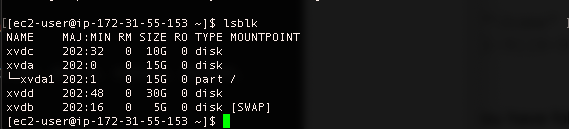 [ec2-user@ip-172-31-55-153 ~]$ lsblk
NAME MAJ:MIN RM SIZE RO TYPE MOUNTPOINT
xvdc 202:32 0 10G 0 disk
xvda 202:0 0 15G 0 disk
└─xvda1 202:1 0 15G 0 part /
xvdd 202:48 0 30G 0 disk
xvdb 202:16 0 5G 0 disk [SWAP]
[ec2-user@ip-172-31-55-153 ~]$